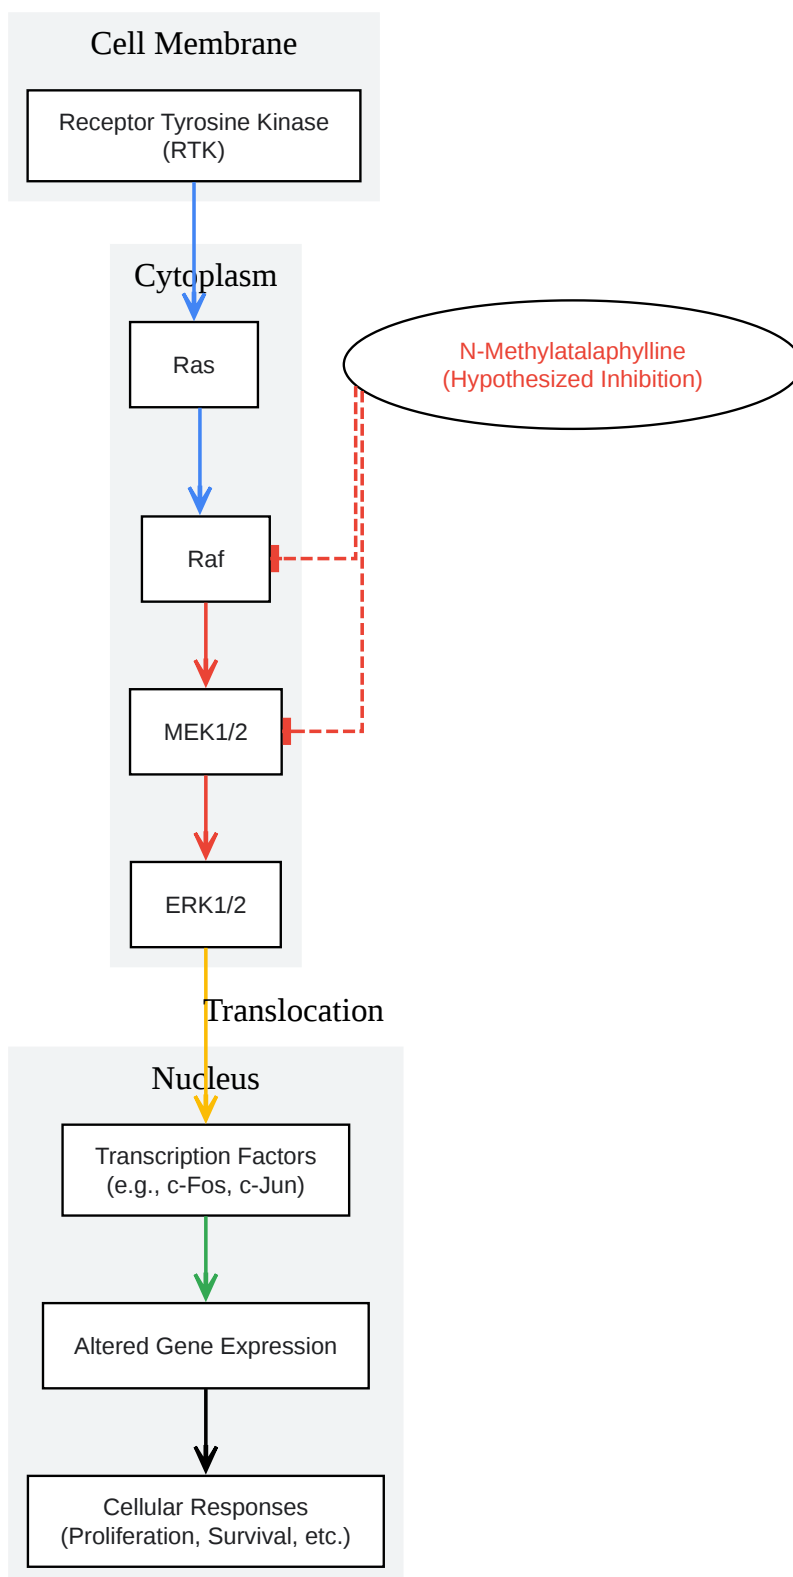 Cell Membrane
Receptor Tyrosine Kinase
(RTK)
Cytoplasm
Ras
N-Methylatalaphylline
(Hypothesized Inhibition)
Raf
MEK1/2
ERK1/2
Translocation
Nucleus
Transcription Factors
(e.g., c-Fos, c-Jun)
Altered Gene Expression
Cellular Responses
(Proliferation, Survival, etc.)